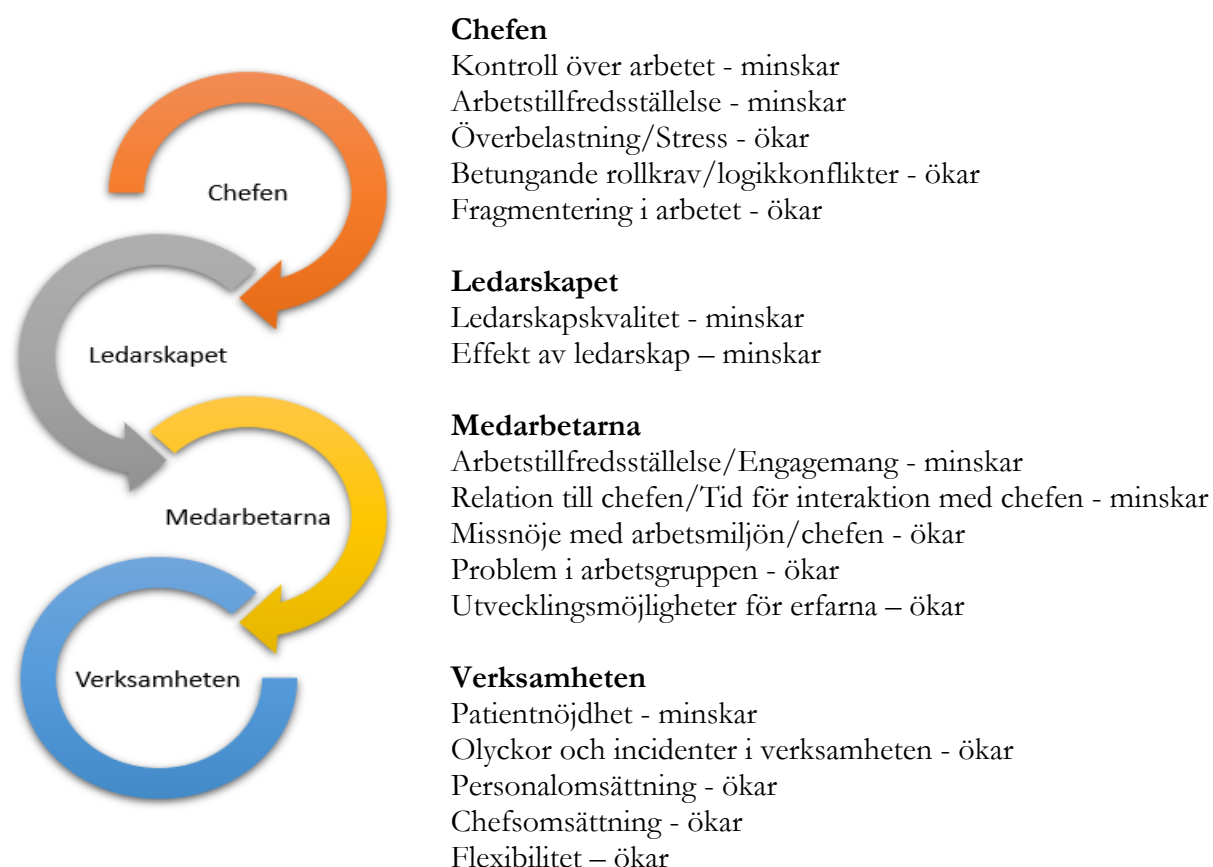 Chefen
Kontroll över arbetet - minskar
Arbetstillfredsställelse - minskar
Överbelastning/Stress - ökar
Betungande rollkrav/logikkonflikter - ökar
Fragmentering i arbetet - ökar
Ledarskapet
Ledarskapskvalitet - minskar
Effekt av ledarskap – minskar
Medarbetarna
Arbetstillfredsställelse/Engagemang - minskar
Relation till chefen/Tid för interaktion med chefen - minskar
Missnöje med arbetsmiljön/chefen - ökar
Problem i arbetsgruppen - ökar
Utvecklingsmöjligheter för erfarna – ökar
Verksamheten
Patientnöjdhet - minskar
Olyckor och incidenter i verksamheten - ökar
Personalomsättning - ökar
Chefsomsättning - ökar
Flexibilitet – ökar
Chefen
Ledarskapet
Medarbetarna
Verksamheten